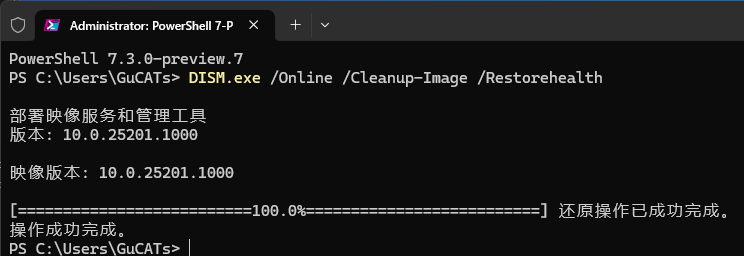 Administrator: PowerShell 7-P
PowerShell 7.3.0-preview.7
PS C:\Users\GuCATs> DISM.exe /Online /Cleanup-Image /Restorehealth
部署映像服务和管理工具
版本: 10.0.25201.1000
映像版本: 10.0.25201.1000
[==========================100.0%==========================] 还原操作已成功完成。
操作成功完成。
PS C:\Users\GuCATs>